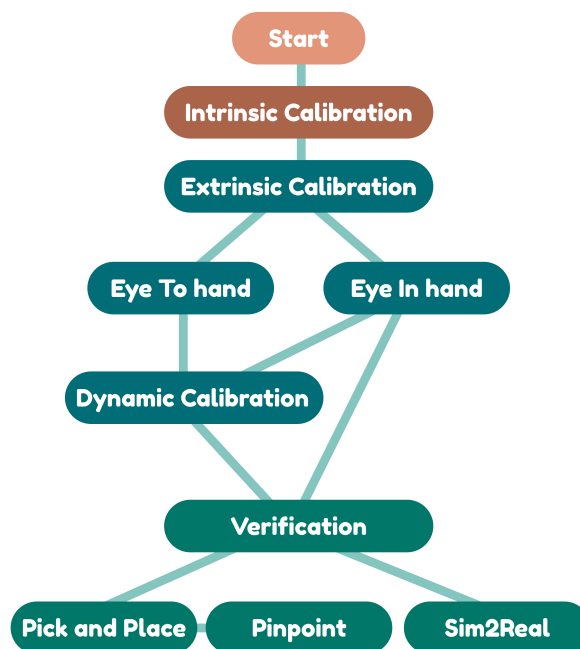 Start
Intrinsic Calibration
Extrinsic Calibration
Eye To hand
Eye In hand
Dynamic Calibration
Verification
Pick and Place
Pinpoint
Sim2Real